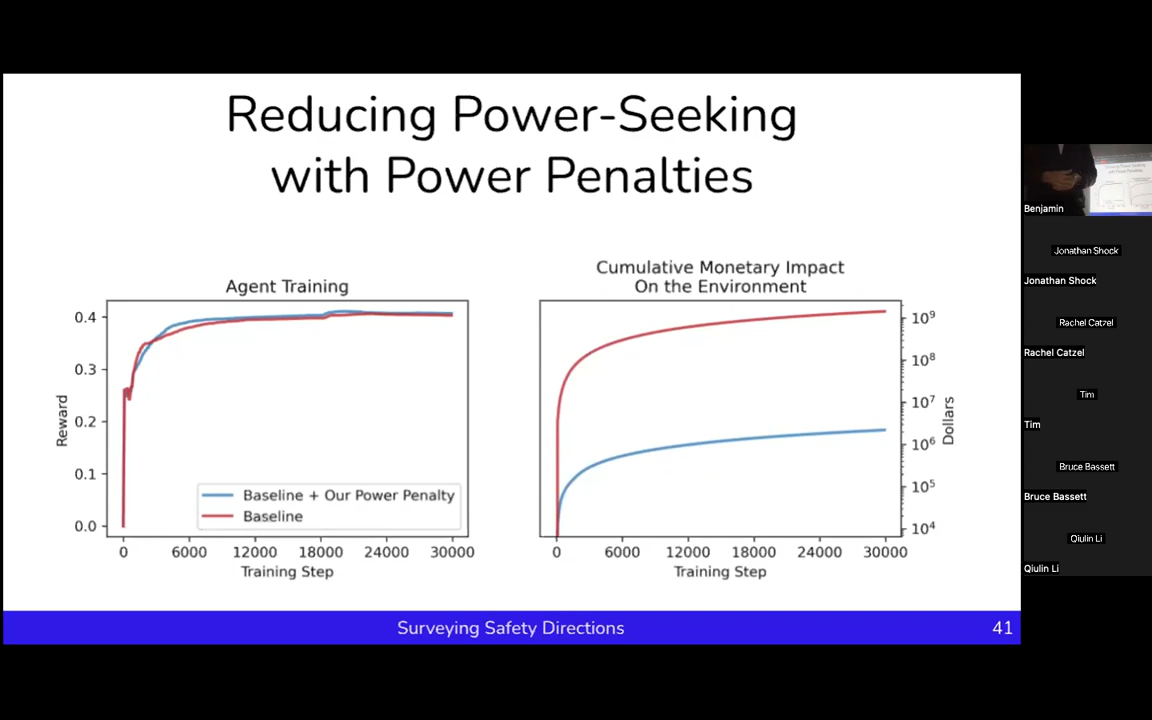 Reducing Power-Seeking
with Power Penalties
Agent Training
0.4
0.3
0.2
0.1
0.0
Reward
Baseline + Our Power Penalty
Baseline
0 6000 12000 18000 24000 30000
Training Step
Cumulative Monetary Impact
On the Environment
10⁹
10⁸
10⁷
10⁶
10⁵
10⁴
Dollars
0 6000 12000 18000 24000 30000
Training Step
Surveying Safety Directions 41
Benjamin
Jonathan Shock
Jonathan Shock
Rachel Catzel
Rachel Catzel
Tim
Tim
Bruce Bassett
Bruce Bassett
Qiulin Li
Qiulin Li